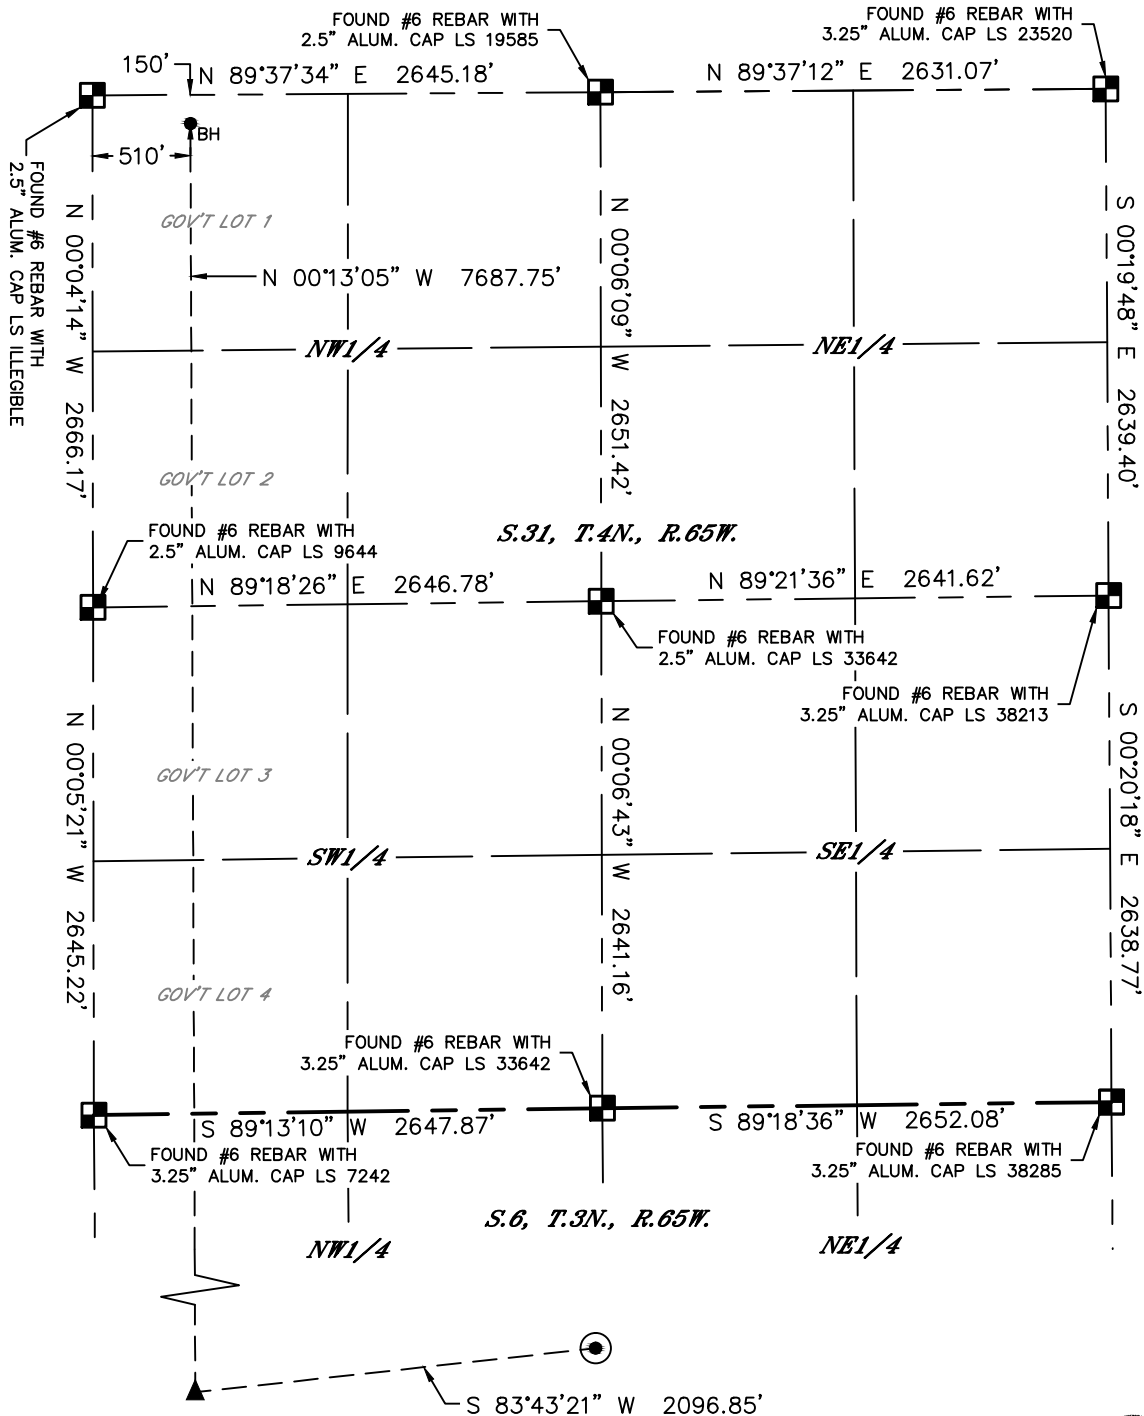 FOUND #6 REBAR WITH
2.5" ALUM. CAP LS 19585
FOUND #6 REBAR WITH
3.25" ALUM. CAP LS 23520
150'
N 89°37'34" E 2645.18'
N 89°37'12" E 2631.07'
BH
510'
FOUND #6 REBAR WITH
2.5" ALUM. CAP LS ILLEGIBLE
GOV'T LOT 1
N 00°04'14" W 2666.17'
N 00°13'05" W 7687.75'
N 00°06'09" W 2651.42'
S 00°19'48" E 2639.40'
NW1/4
NE1/4
GOV'T LOT 2
S.31, T.4N., R.65W.
FOUND #6 REBAR WITH
2.5" ALUM. CAP LS 9644
N 89°18'26" E 2646.78'
N 89°21'36" E 2641.62'
FOUND #6 REBAR WITH
2.5" ALUM. CAP LS 33642
FOUND #6 REBAR WITH
3.25" ALUM. CAP LS 38213
GOV'T LOT 3
N 00°05'21" W 2645.22'
N 00°06'43" W 2641.16'
S 00°20'18" E 2638.77'
SW1/4
SE1/4
GOV'T LOT 4
FOUND #6 REBAR WITH
3.25" ALUM. CAP LS 33642
S 89°13'10" W 2647.87'
S 89°18'36" W 2652.08'
FOUND #6 REBAR WITH
3.25" ALUM. CAP LS 7242
FOUND #6 REBAR WITH
3.25" ALUM. CAP LS 38285
S.6, T.3N., R.65W.
NW1/4
NE1/4
S 83°43'21" W 2096.85'